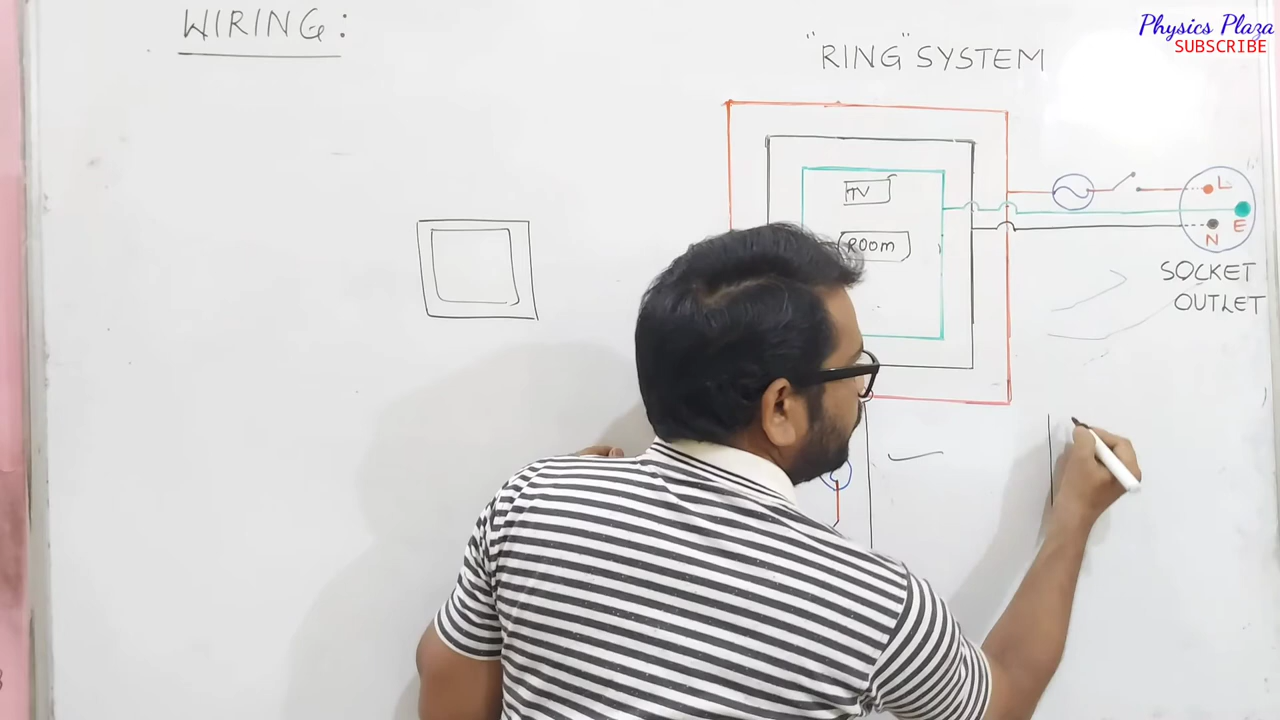 WIRING:
Physics Plaza
SUBSCRIBE
"RING" SYSTEM
TV
ROOM
L
E
N
SOCKET
OUTLET